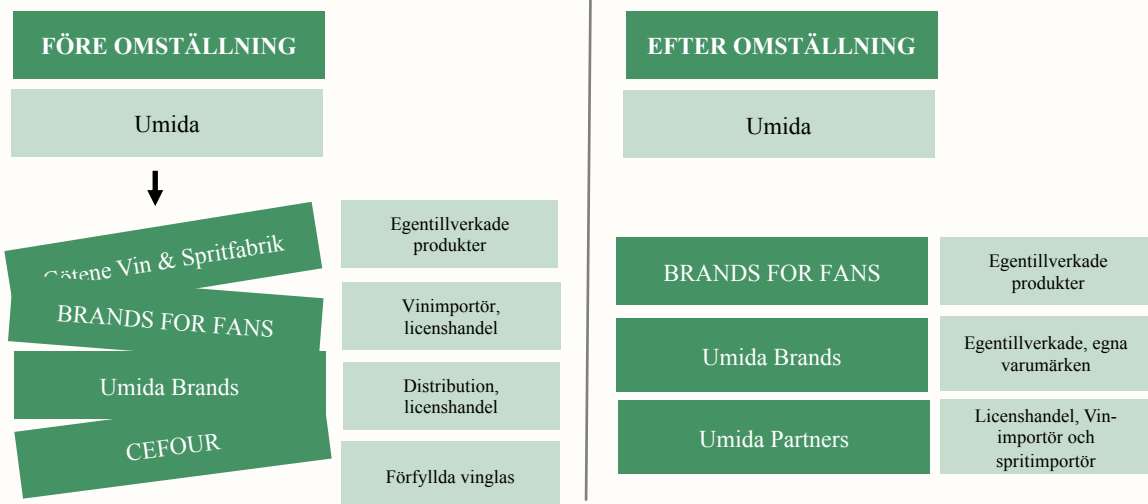 FÖRE OMSTÄLLNING
Umida
Götene Vin & Spritfabrik
Egentillverkade
produkter
BRANDS FOR FANS
Vinimportör,
licenshandel
Umida Brands
Distribution,
licenshandel
CEFOUR
Förfyllda vinglas
EFTER OMSTÄLLNING
Umida
BRANDS FOR FANS
Egentillverkade
produkter
Umida Brands
Egentillverkade, egna
varumärken
Umida Partners
Licenshandel, Vin-
importör och
spritimportör